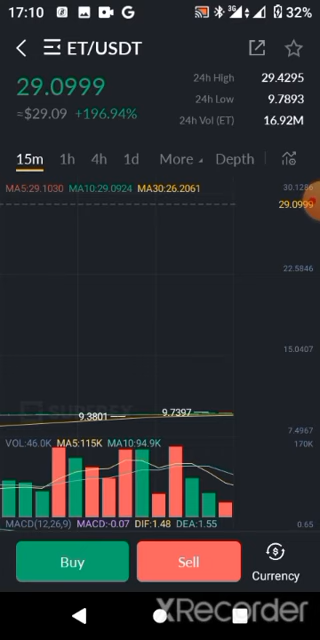 17:10 G 3G 32%
ET/USDT
29.0999
≈$29.09 +196.94%
24h High 29.4295
24h Low 9.7893
24h Vol (ET) 16.92M
15m 1h 4h 1d More Depth
MA5:29.1030 MA10:29.0924 MA30:26.2061
30.1286
29.0999
22.5846
15.0407
9.3801
9.7397
7.4967
VOL:46.0K MA5:115K MA10:94.9K
170K
MACD(12,26,9) MACD:-0.07 DIF:1.48 DEA:1.55
0.65
Buy
Sell
Currency
XRecorder